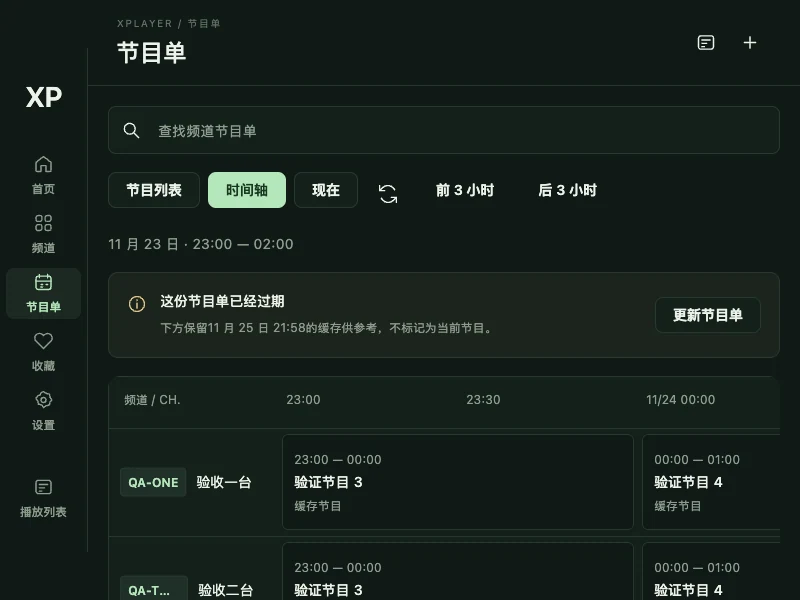 XPLAYER / 节目单
节目单
XP
首页
频道
节目单
收藏
设置
播放列表
查找频道节目单
节目列表 时间轴 现在 前 3 小时 后 3 小时
11 月 23 日 · 23:00 — 02:00
这份节目单已经过期
下方保留11 月 25 日 21:58的缓存供参考，不标记为当前节目。
更新节目单
频道 / CH. 23:00 23:30 11/24 00:00
QA-ONE 验收一台
23:00 — 00:00
验证节目 3
缓存节目
00:00 — 01:00
验证节目 4
缓存节目
QA-T... 验收二台
23:00 — 00:00
验证节目 3
00:00 — 01:00
验证节目 4